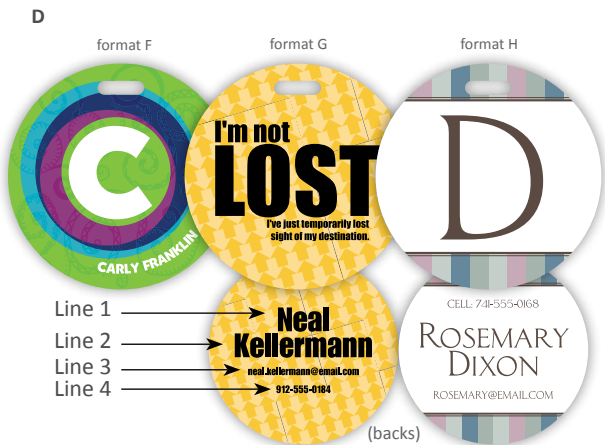 D
format F
format G
format H
C
CARLY FRANKLIN
I'm not
LOST
I've just temporarily lost
sight of my destination.
D
Line 1
Line 2
Line 3
Line 4
Neal
Kellermann
neal.kellermann@email.com
912-555-0184
CELL: 741-555-0168
ROSEMARY
DIXON
ROSEMARY@EMAIL.COM
(backs)